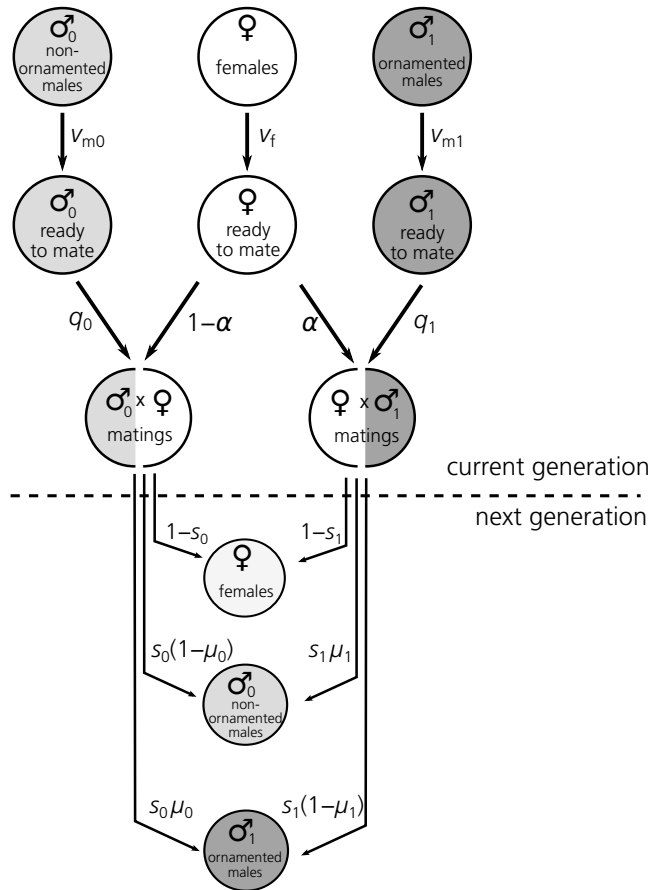 ♂0 non-ornamented males
♀ females
♂1 ornamented males
vm0
vf
vm1
♂0 ready to mate
♀ ready to mate
♂1 ready to mate
q0
1–α
α
q1
♂0 x ♀ matings
♀ x ♂1 matings
current generation
next generation
1–s0
1–s1
♀ females
s0(1–μ0)
s1μ1
♂0 non-ornamented males
s0μ0
s1(1–μ1)
♂1 ornamented males